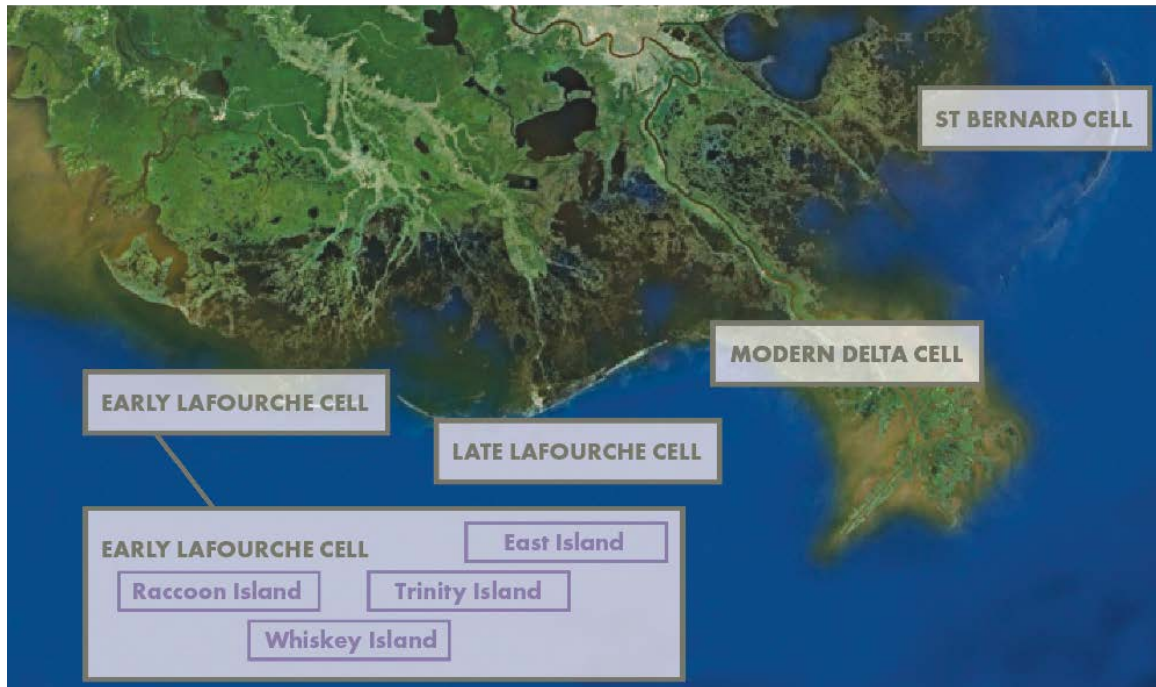 ST BERNARD CELL
MODERN DELTA CELL
EARLY LAFOURCHE CELL
LATE LAFOURCHE CELL
EARLY LAFOURCHE CELL
East Island
Raccoon Island
Trinity Island
Whiskey Island